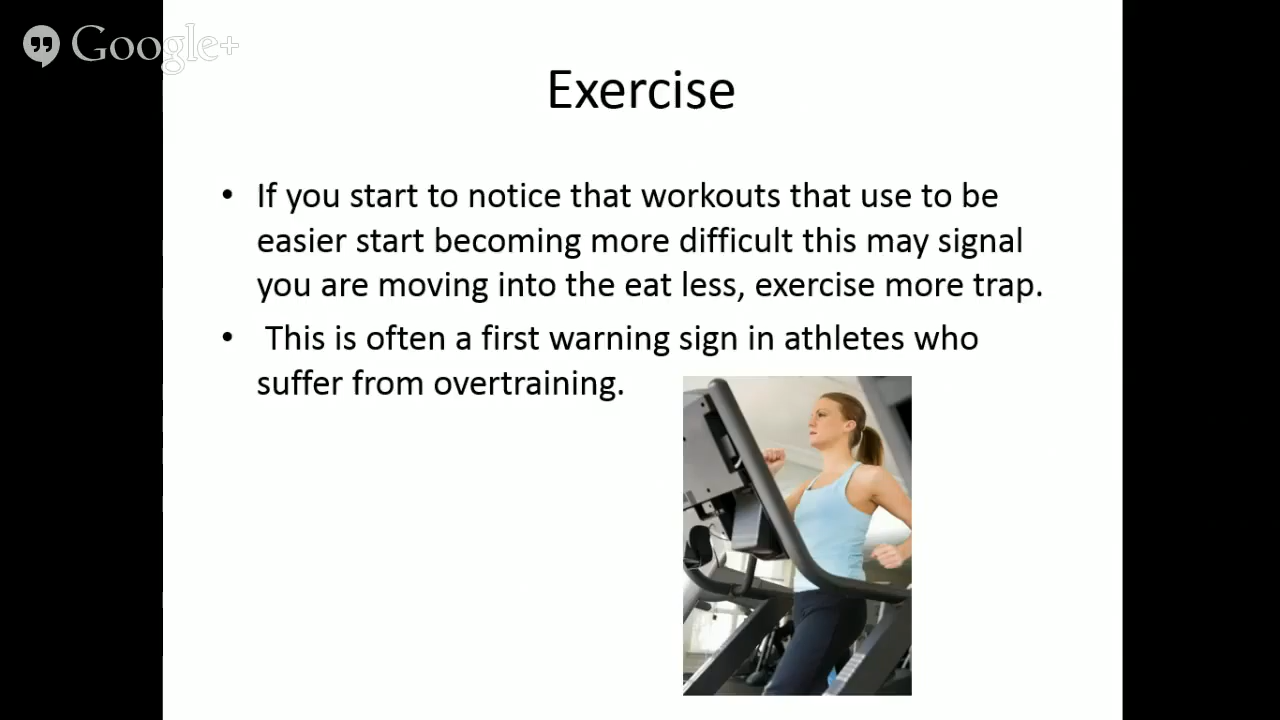 Google+
Exercise
• If you start to notice that workouts that use to be
easier start becoming more difficult this may signal
you are moving into the eat less, exercise more trap.
• This is often a first warning sign in athletes who
suffer from overtraining.